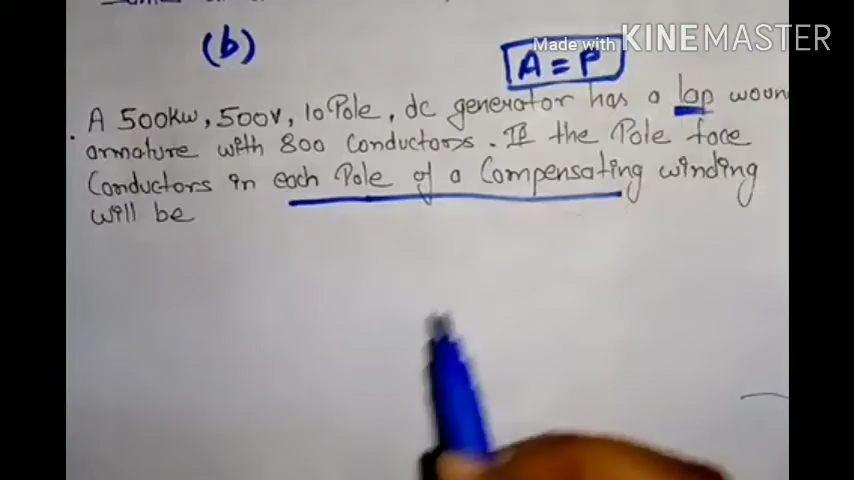 (b)
Made with KINEMASTER
A = P
A 500kw, 500v, 10 Pole, dc generator has a lap woun
armature with 800 conductors. If the Pole face
Conductors in each Pole of a Compensating winding
will be